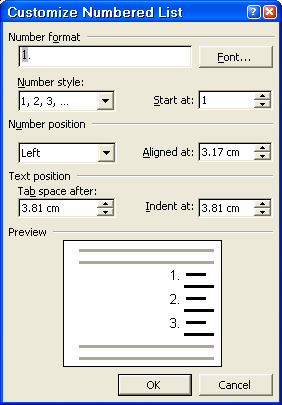 Customize Numbered List
Number format
1.
Font...
Number style:
1, 2, 3, ...
Start at: 1
Number position
Left
Aligned at: 3.17 cm
Text position
Tab space after:
3.81 cm
Indent at: 3.81 cm
Preview
1.
2.
3.
OK
Cancel